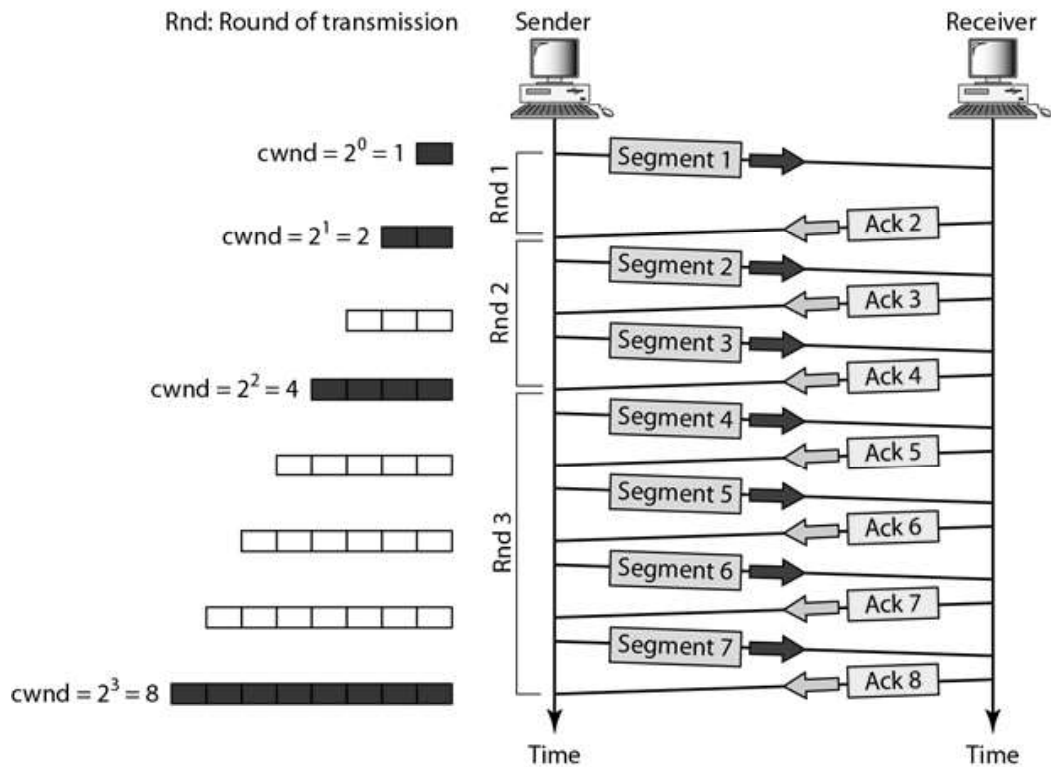 Rnd: Round of transmission
Sender
Receiver
cwnd = 2⁰ = 1
Segment 1
Rnd 1
Ack 2
cwnd = 2¹ = 2
Segment 2
Rnd 2
Ack 3
Segment 3
Ack 4
cwnd = 2² = 4
Segment 4
Ack 5
Segment 5
Rnd 3
Ack 6
Segment 6
Ack 7
Segment 7
Ack 8
cwnd = 2³ = 8
Time
Time